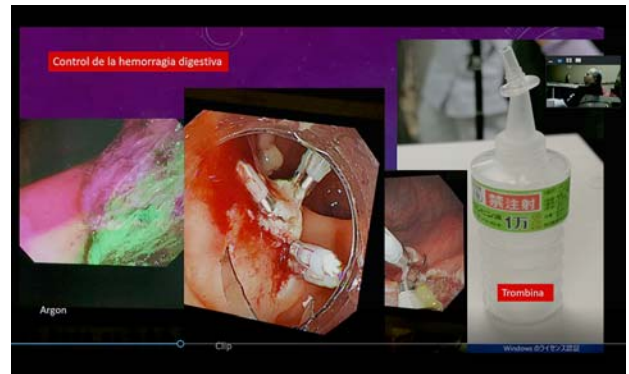 Control de la hemorragia digestiva
禁注射
1万
Trombina
Argon
Clip
Windows のライセンス認証